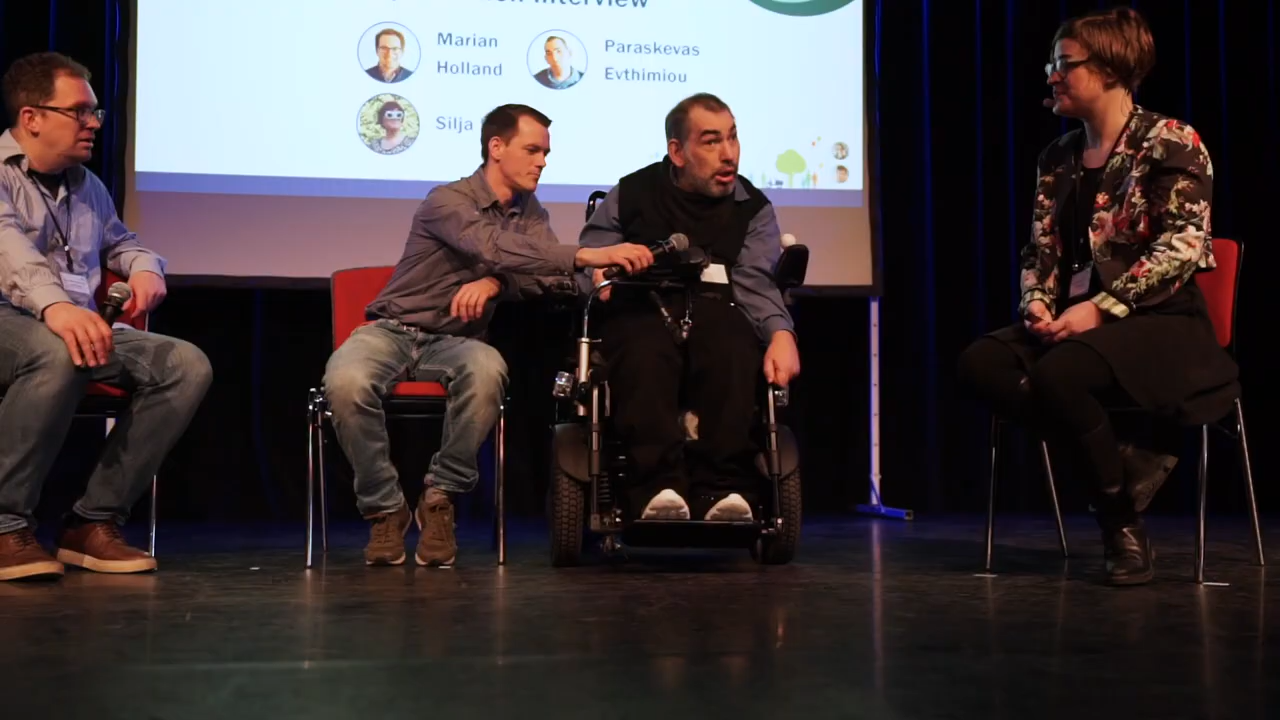 Interview
Marian
Holland
Paraskevas
Evthimiou
Silja